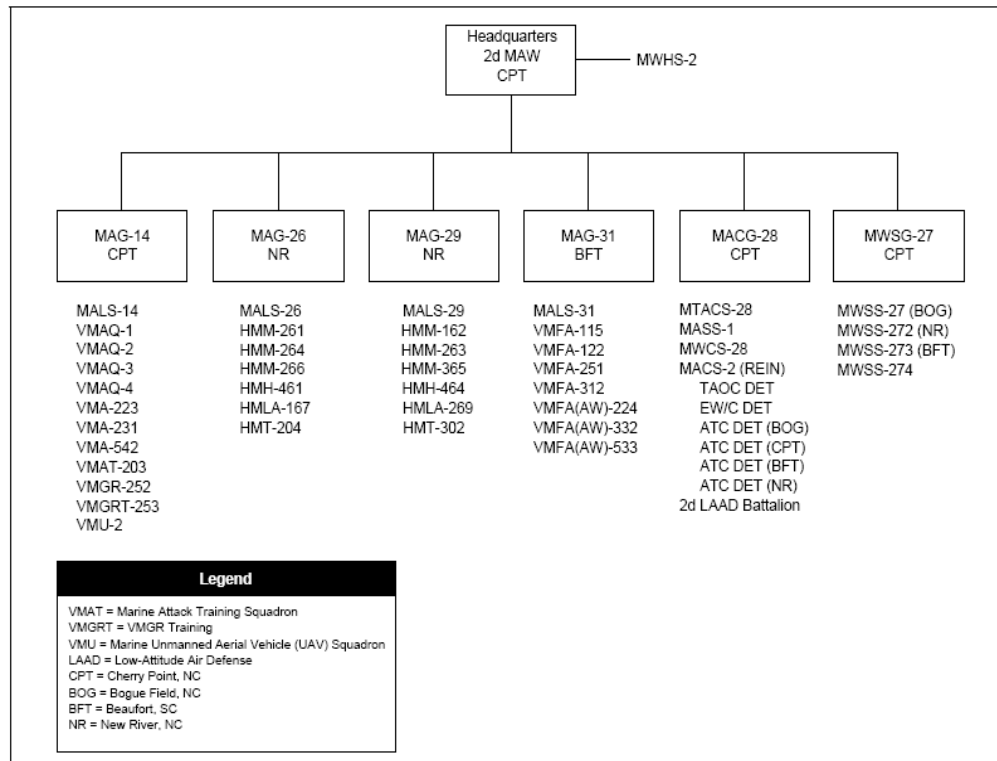 Headquarters
2d MAW
CPT
MWHS-2
MAG-14
CPT
MAG-26
NR
MAG-29
NR
MAG-31
BFT
MACG-28
CPT
MWSG-27
CPT
MALS-14
VMAQ-1
VMAQ-2
VMAQ-3
VMAQ-4
VMA-223
VMA-231
VMA-542
VMAT-203
VMGR-252
VMGRT-253
VMU-2
MALS-26
HMM-261
HMM-264
HMM-266
HMH-461
HMLA-167
HMT-204
MALS-29
HMM-162
HMM-263
HMM-365
HMH-464
HMLA-269
HMT-302
MALS-31
VMFA-115
VMFA-122
VMFA-251
VMFA-312
VMFA(AW)-224
VMFA(AW)-332
VMFA(AW)-533
MTACS-28
MASS-1
MWCS-28
MACS-2 (REIN)
TAOC DET
EW/C DET
ATC DET (BOG)
ATC DET (CPT)
ATC DET (BFT)
ATC DET (NR)
2d LAAD Battalion
MWSS-27 (BOG)
MWSS-272 (NR)
MWSS-273 (BFT)
MWSS-274
Legend
VMAT = Marine Attack Training Squadron
VMGRT = VMGR Training
VMU = Marine Unmanned Aerial Vehicle (UAV) Squadron
LAAD = Low-Attitude Air Defense
CPT = Cherry Point, NC
BOG = Bogue Field, NC
BFT = Beaufort, SC
NR = New River, NC